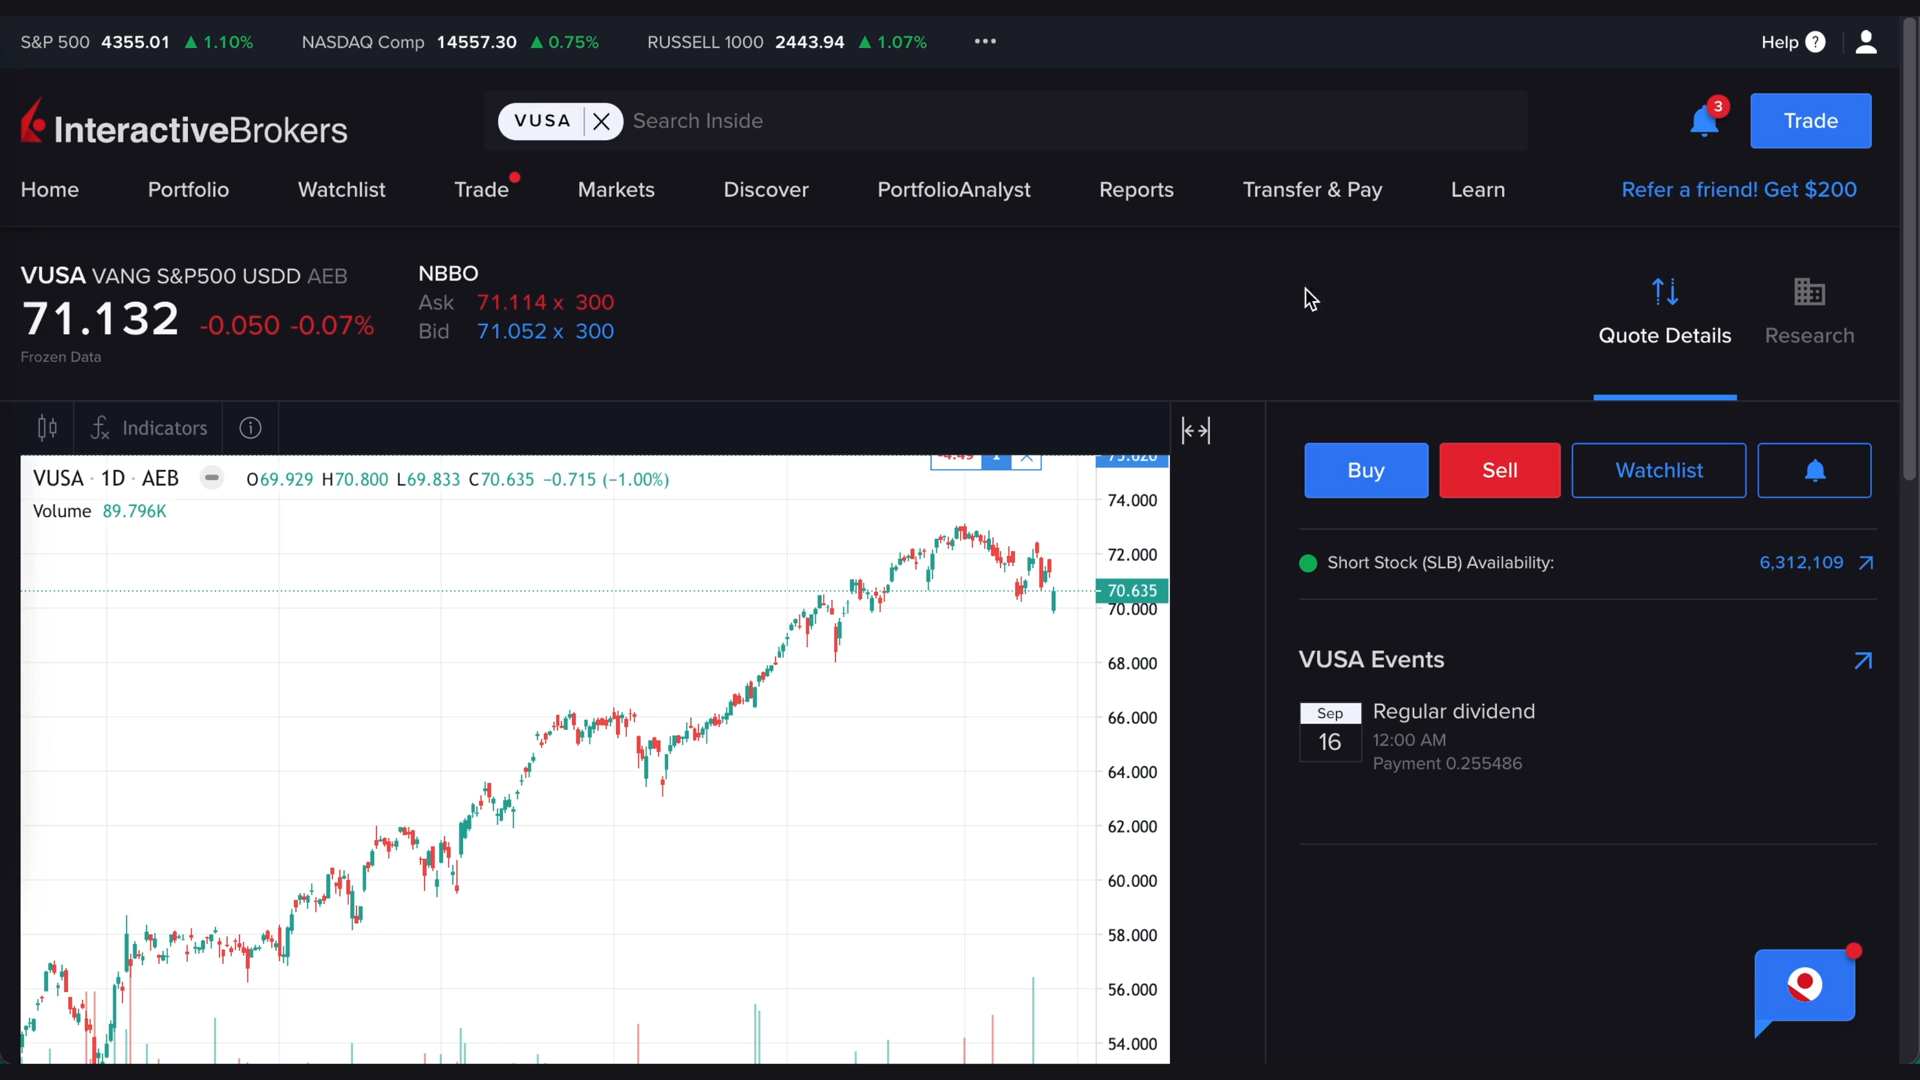 S&P 500 4355.01 ▲ 1.10% NASDAQ Comp 14557.30 ▲ 0.75% RUSSELL 1000 2443.94 ▲ 1.07% ••• Help ?
InteractiveBrokers VUSA Search Inside 3 Trade
Home Portfolio Watchlist Trade Markets Discover PortfolioAnalyst Reports Transfer & Pay Learn Refer a friend! Get $200
VUSA VANG S&P500 USDD AEB
71.132 -0.050 -0.07%
Frozen Data
NBBO
Ask 71.114 x 300
Bid 71.052 x 300
Quote Details Research
Indicators
VUSA · 1D · AEB O69.929 H70.800 L69.833 C70.635 −0.715 (−1.00%)
Volume 89.796K
-4.49 1 73.620
74.000
72.000
70.635
70.000
68.000
66.000
64.000
62.000
60.000
58.000
56.000
54.000
Buy Sell Watchlist
Short Stock (SLB) Availability: 6,312,109
VUSA Events
Sep
16
Regular dividend
12:00 AM
Payment 0.255486